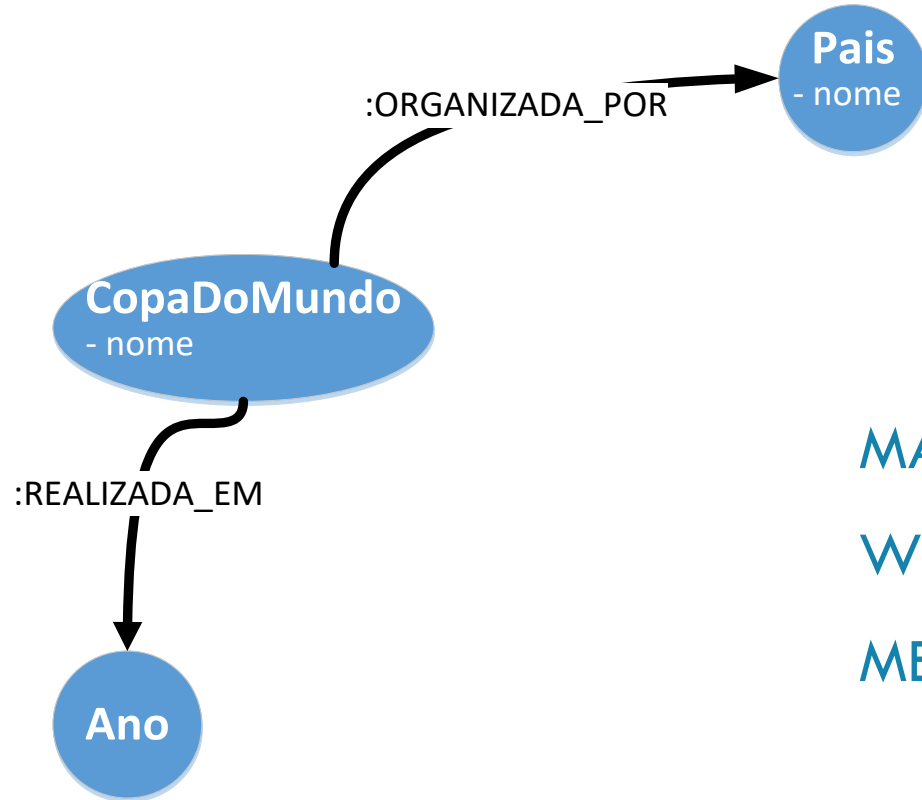 Pais
- nome
:ORGANIZADA_POR
CopaDoMundo
- nome
:REALIZADA_EM
Ano